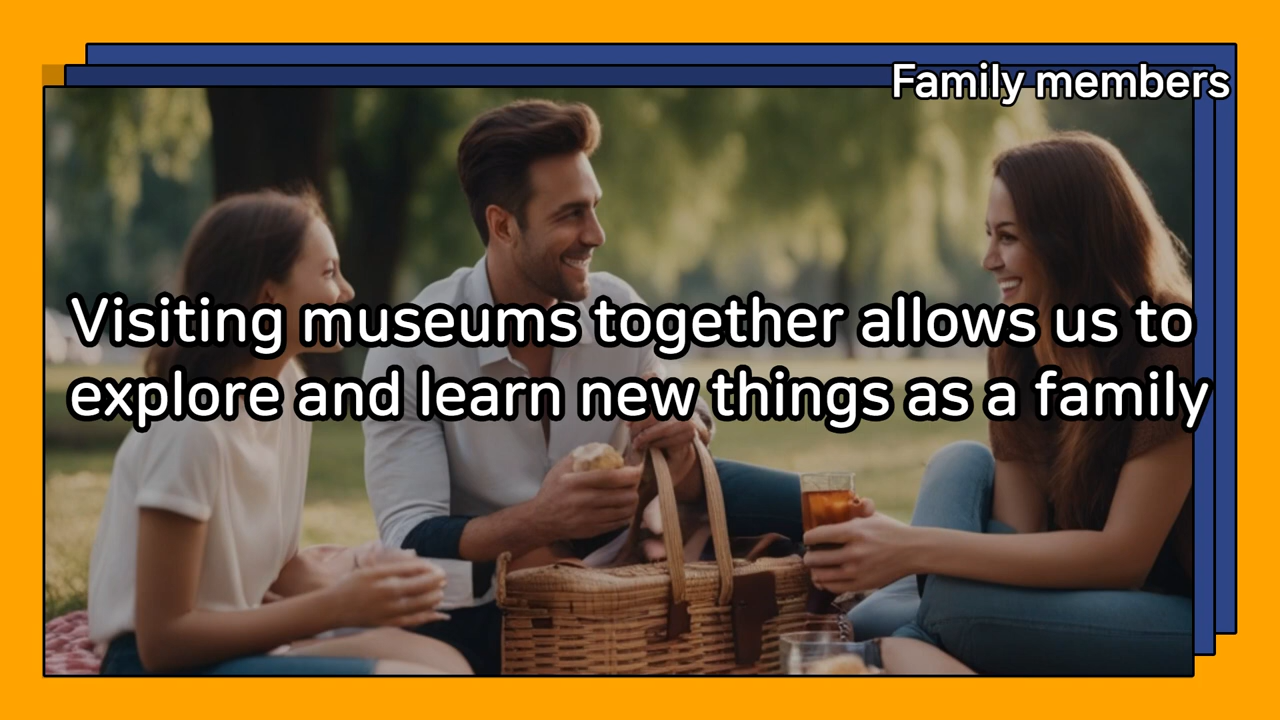 Family members
Visiting museums together allows us to
explore and learn new things as a family